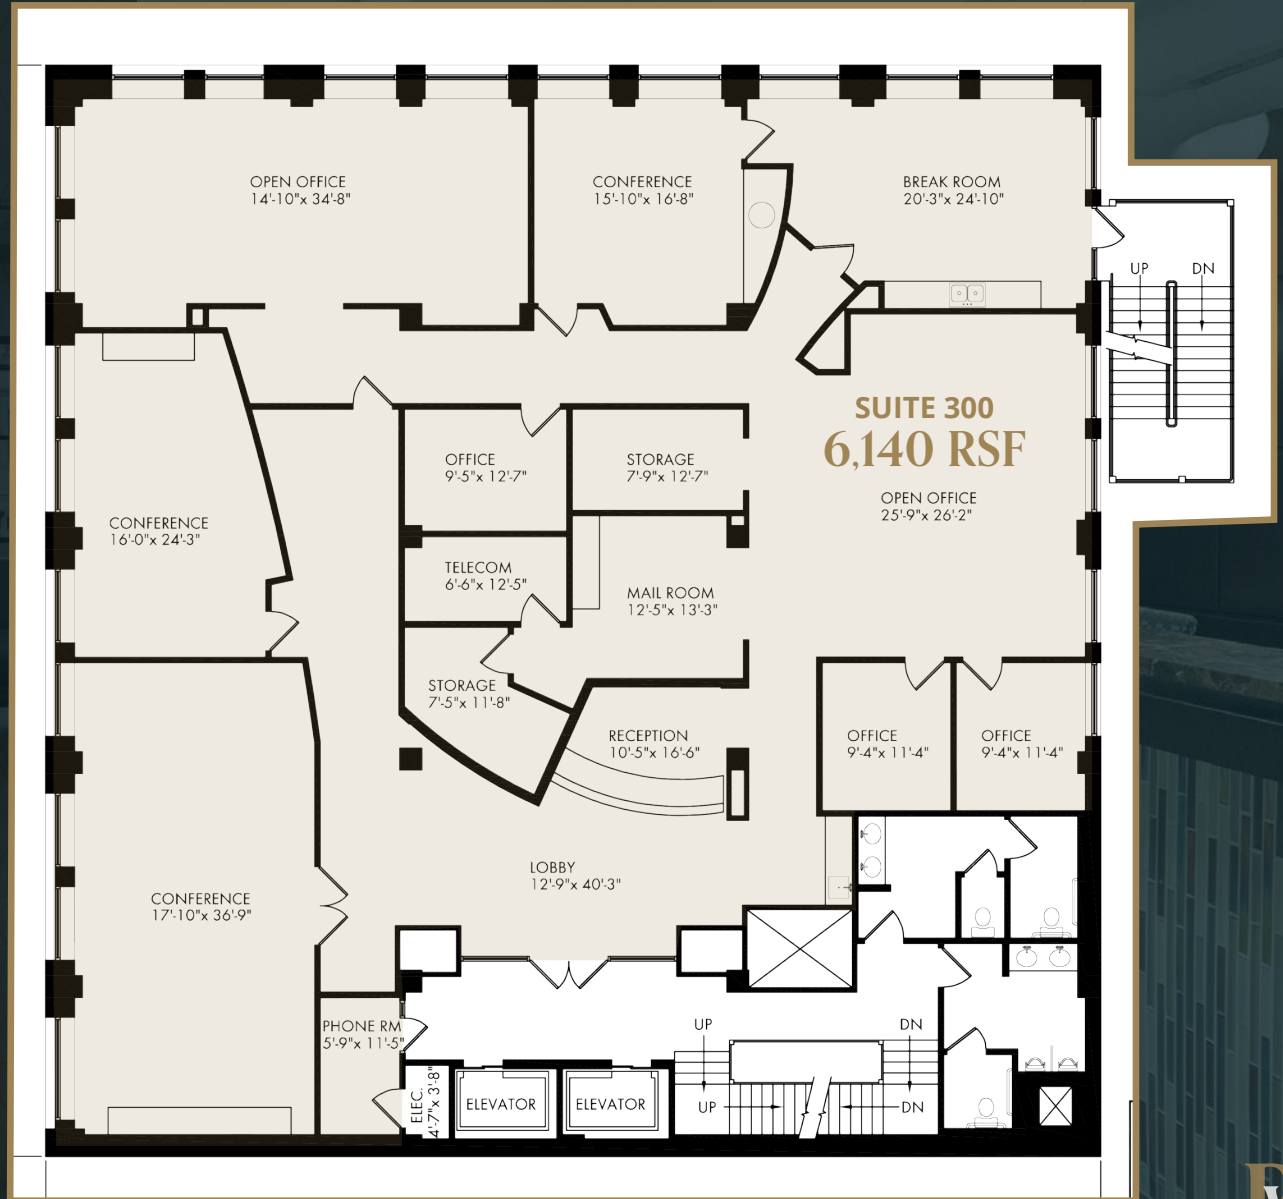 OPEN OFFICE
14'-10"x 34'-8"
CONFERENCE
15'-10"x 16'-8"
BREAK ROOM
20'-3"x 24'-10"
UP
DN
SUITE 300
6,140 RSF
OPEN OFFICE
25'-9"x 26'-2"
OFFICE
9'-5"x 12'-7"
STORAGE
7'-9"x 12'-7"
CONFERENCE
16'-0"x 24'-3"
TELECOM
6'-6"x 12'-5"
MAIL ROOM
12'-5"x 13'-3"
STORAGE
7'-5"x 11'-8"
RECEPTION
10'-5"x 16'-6"
OFFICE
9'-4"x 11'-4"
OFFICE
9'-4"x 11'-4"
LOBBY
12'-9"x 40'-3"
CONFERENCE
17'-10"x 36'-9"
PHONE RM
5'-9"x 11'-5"
UP
DN
ELEC.
4'-7"x 3'-8"
ELEVATOR
ELEVATOR
UP
DN